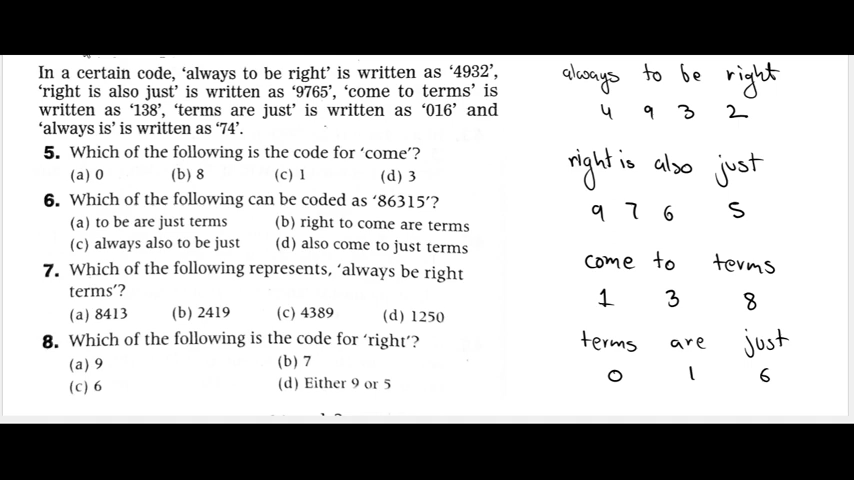 In a certain code, 'always to be right' is written as '4932',
'right is also just' is written as '9765', 'come to terms' is
written as '138', 'terms are just' is written as '016' and
'always is' is written as '74'.
5. Which of the following is the code for 'come'?
(a) 0 (b) 8 (c) 1 (d) 3
6. Which of the following can be coded as '86315'?
(a) to be are just terms (b) right to come are terms
(c) always also to be just (d) also come to just terms
7. Which of the following represents, 'always be right
terms'?
(a) 8413 (b) 2419 (c) 4389 (d) 1250
8. Which of the following is the code for 'right'?
(a) 9 (b) 7
(c) 6 (d) Either 9 or 5
always to be right
4 9 3 2
right is also just
9 7 6 5
come to terms
1 3 8
terms are just
0 1 6